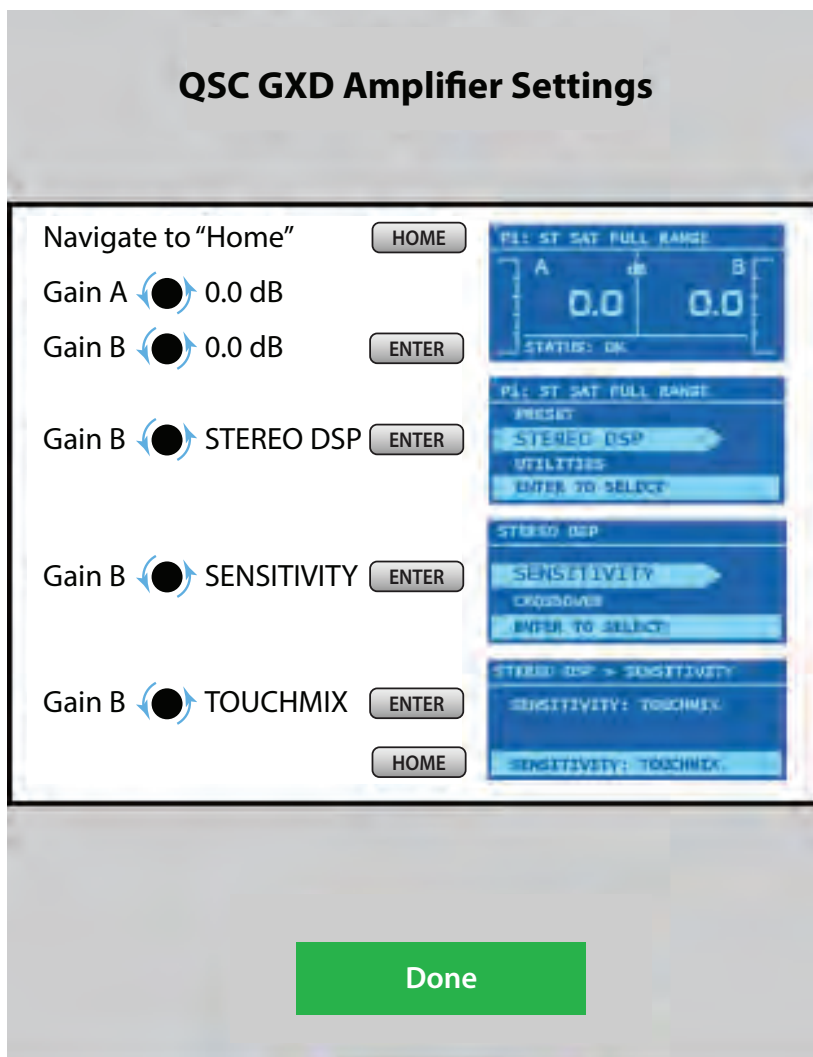 QSC GXD Amplifier Settings
Navigate to “Home” HOME
P1: ST SAT FULL RANGE
A dB B
0.0 0.0
STATUS: OK
Gain A 0.0 dB
Gain B 0.0 dB ENTER
P1: ST SAT FULL RANGE
PRESET
Gain B STEREO DSP ENTER
STEREO DSP
UTILITIES
ENTER TO SELECT
STEREO DSP
Gain B SENSITIVITY ENTER
SENSITIVITY
CROSSOVER
ENTER TO SELECT
STEREO DSP > SENSITIVITY
Gain B TOUCHMIX ENTER
SENSITIVITY: TOUCHMIX
HOME
SENSITIVITY: TOUCHMIX
Done